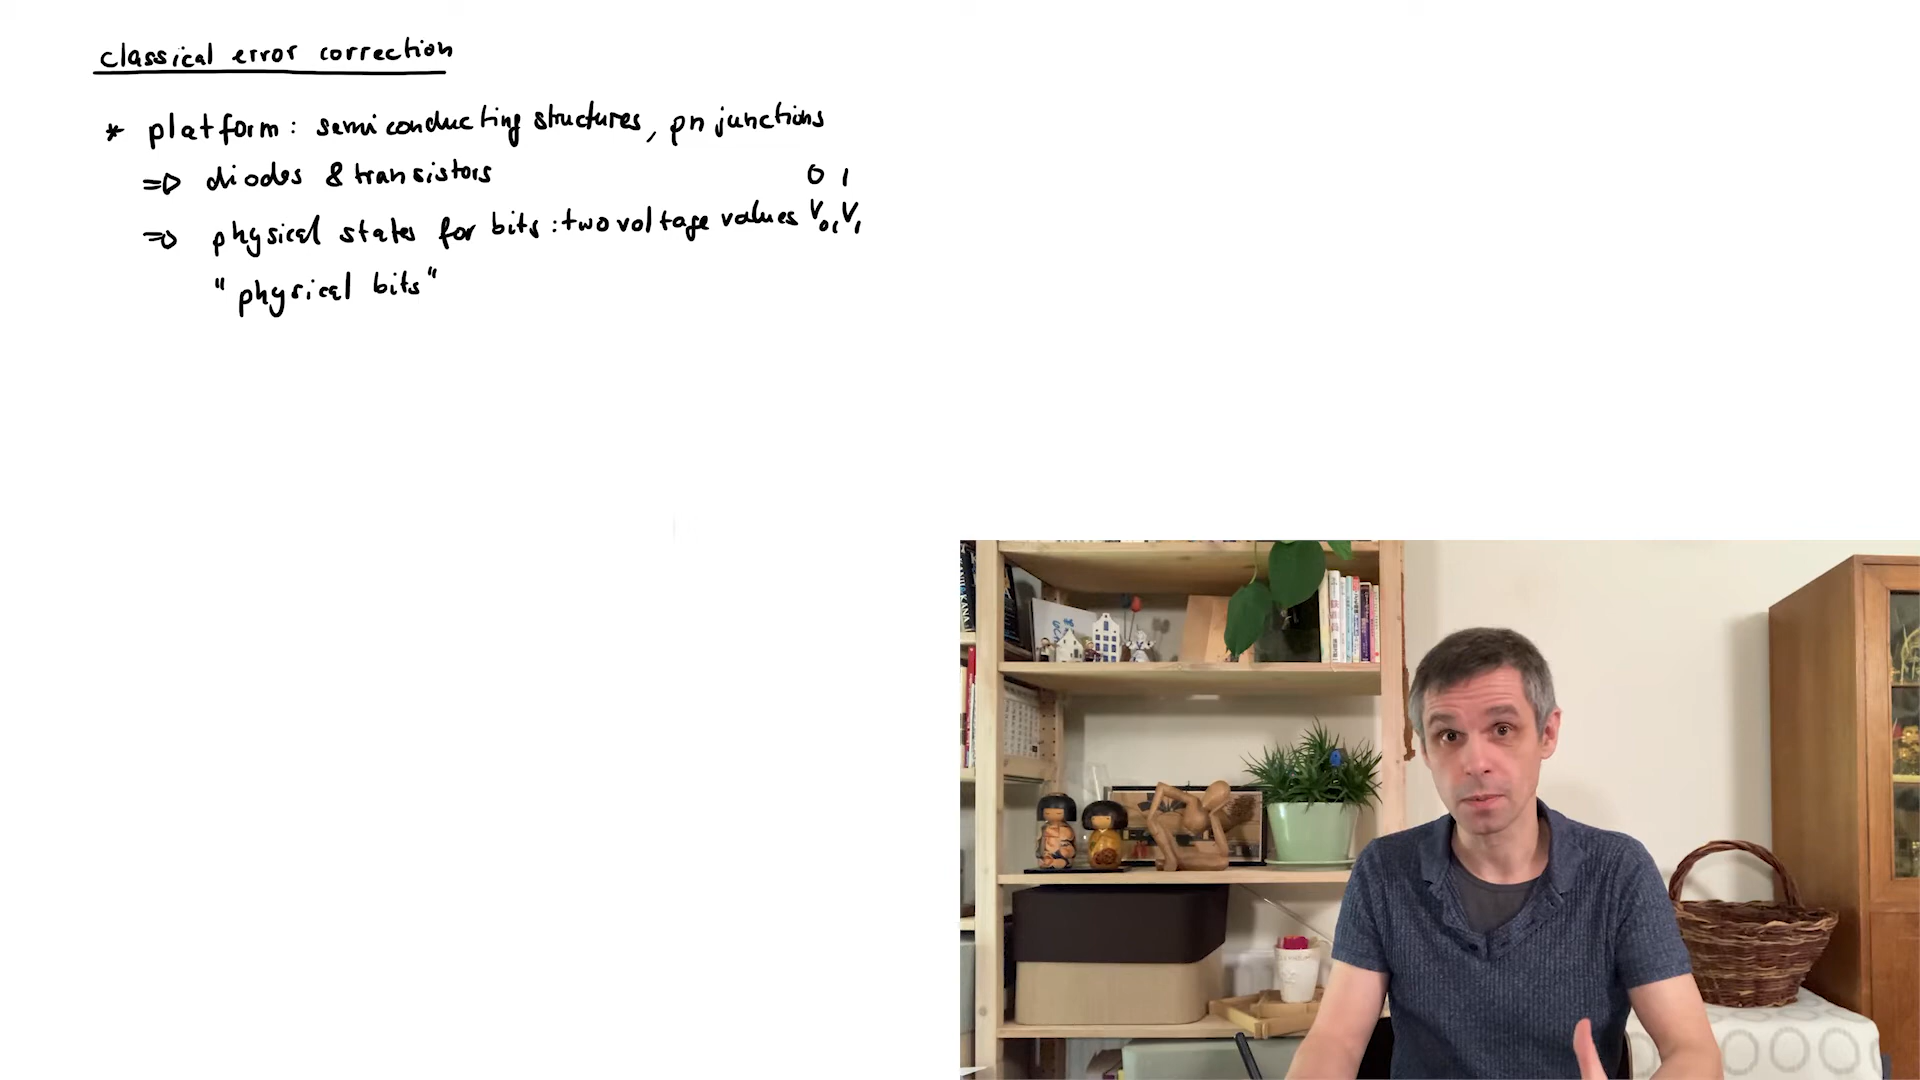 classical error correction
* platform: semiconducting structures, pn junctions
=> diodes & transistors 0 1
=> physical states for bits: two voltage values V₀, V₁
"physical bits"